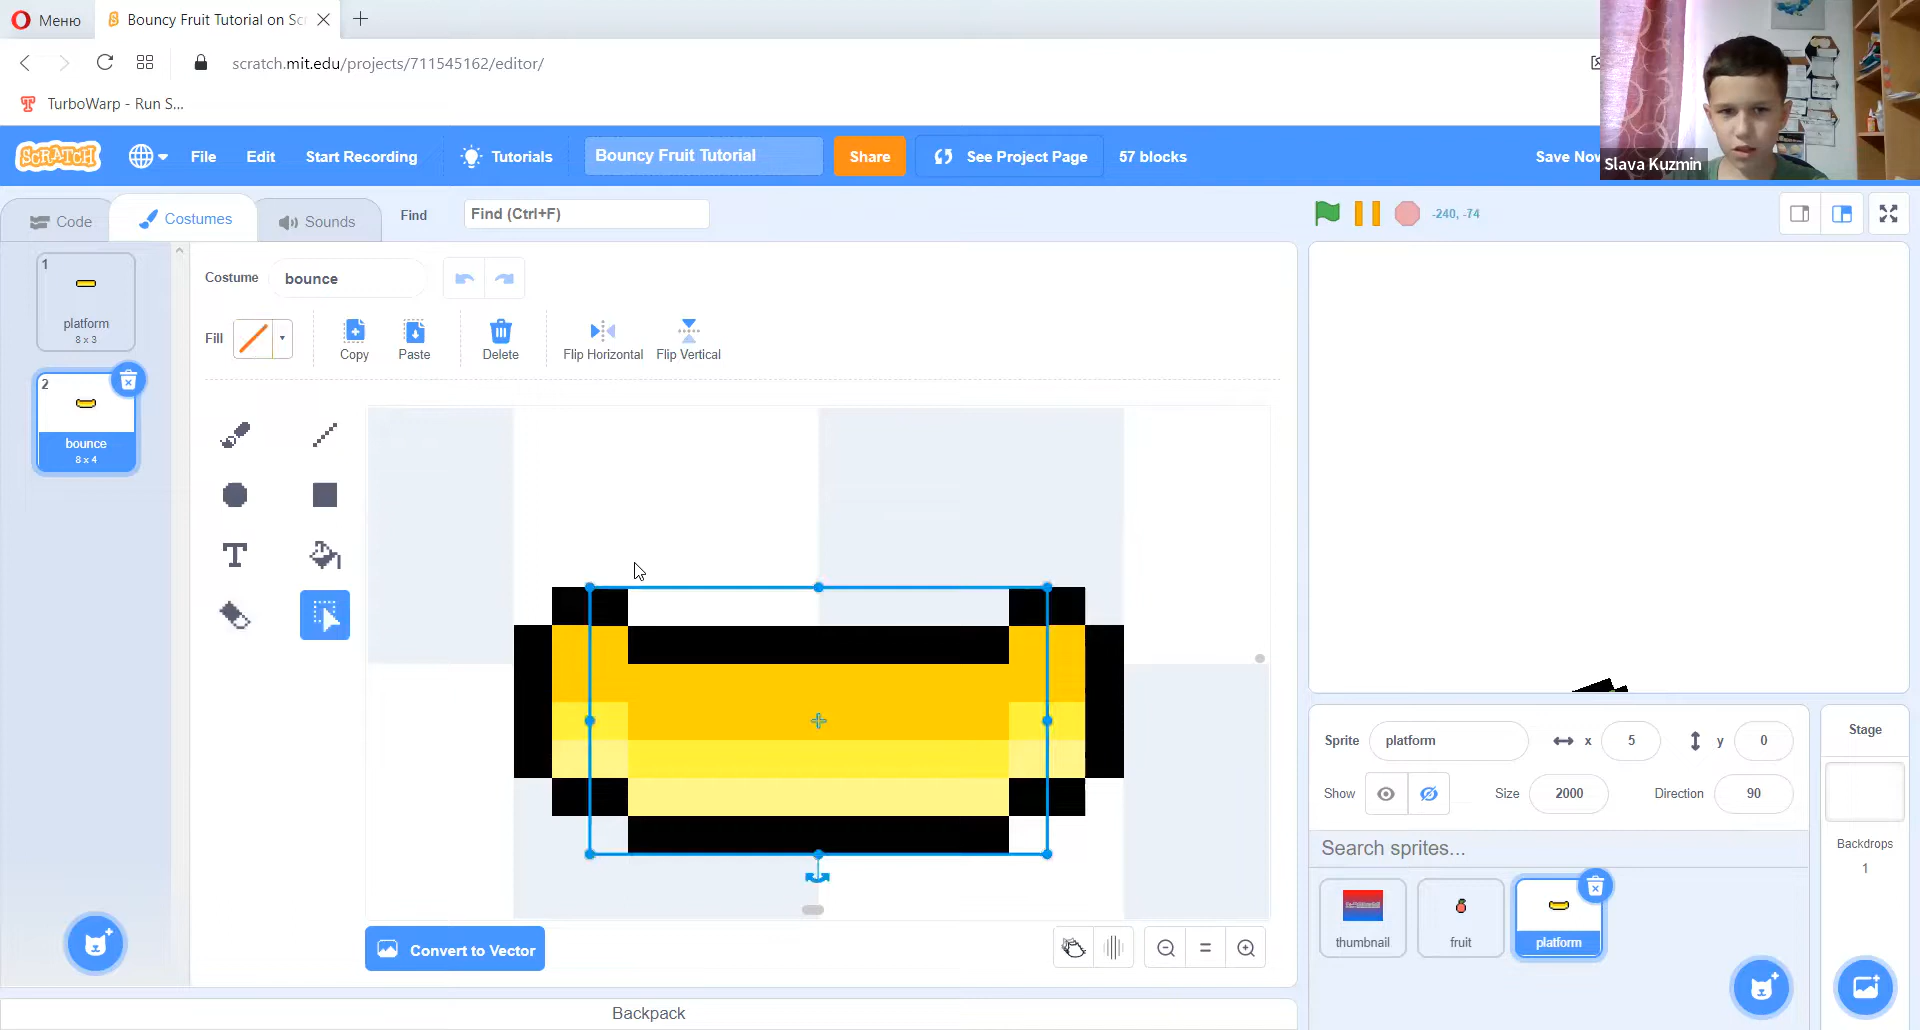 Меню
Bouncy Fruit Tutorial on Sc
scratch.mit.edu/projects/711545162/editor/
TurboWarp - Run S...
SCRATCH
File
Edit
Start Recording
Tutorials
Bouncy Fruit Tutorial
Share
See Project Page
57 blocks
Save Now
Slava Kuzmin
Code
Costumes
Sounds
Find
Find (Ctrl+F)
-240, -74
1
platform
8 x 3
2
bounce
8 x 4
Costume
bounce
Fill
Copy
Paste
Delete
Flip Horizontal
Flip Vertical
T
Convert to Vector
Backpack
Sprite
platform
x
5
y
0
Show
Size
2000
Direction
90
Search sprites...
thumbnail
fruit
platform
Stage
Backdrops
1